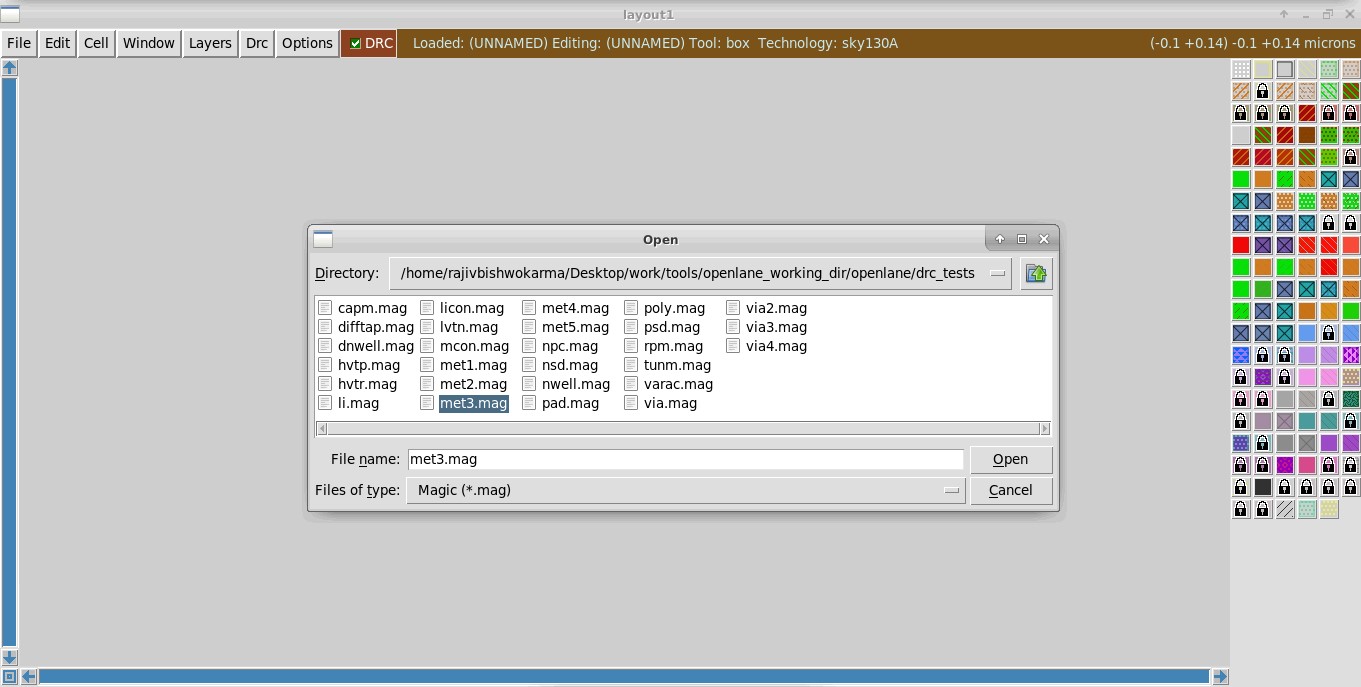 layout1
File Edit Cell Window Layers Drc Options DRC Loaded: (UNNAMED) Editing: (UNNAMED) Tool: box Technology: sky130A (-0.1 +0.14) -0.1 +0.14 microns
Open
Directory: /home/rajivbishwokarma/Desktop/work/tools/openlane_working_dir/openlane/drc_tests
capm.mag licon.mag met4.mag poly.mag via2.mag
difftap.mag lvtn.mag met5.mag psd.mag via3.mag
dnwell.mag mcon.mag npc.mag rpm.mag via4.mag
hvtp.mag met1.mag nsd.mag tunm.mag
hvtr.mag met2.mag nwell.mag varac.mag
li.mag met3.mag pad.mag via.mag
File name: met3.mag Open
Files of type: Magic (*.mag) Cancel